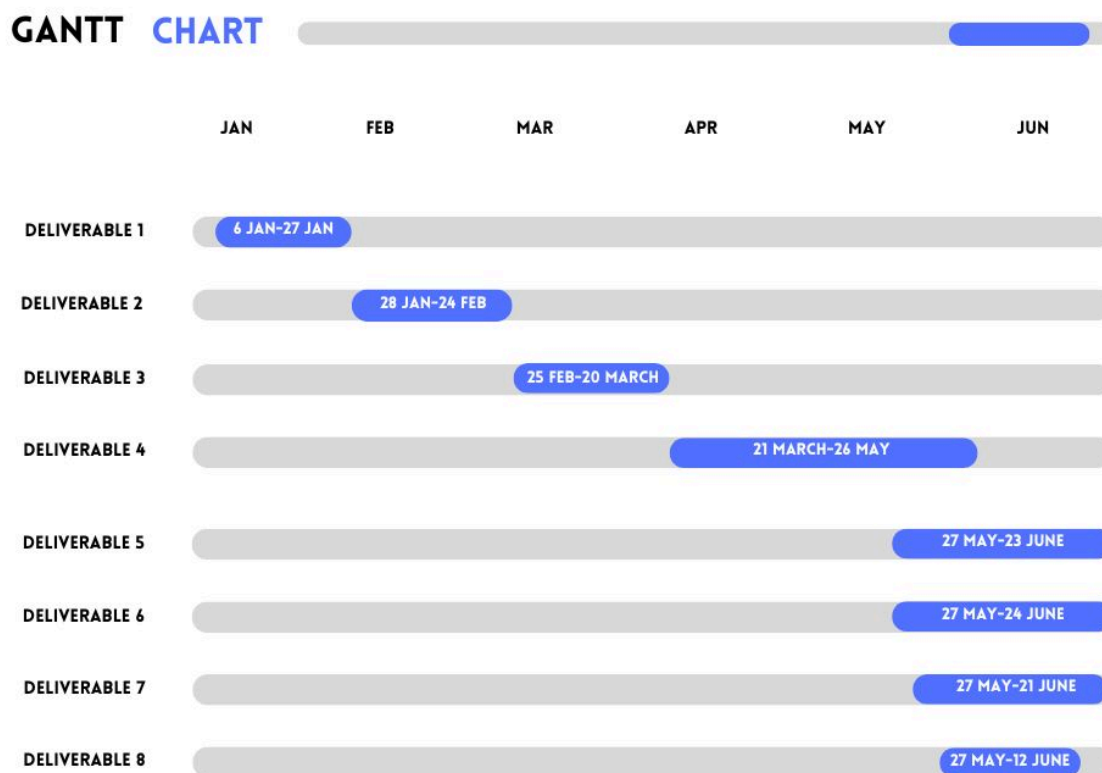 GANTT CHART
JAN FEB MAR APR MAY JUN
DELIVERABLE 1 6 JAN-27 JAN
DELIVERABLE 2 28 JAN-24 FEB
DELIVERABLE 3 25 FEB-20 MARCH
DELIVERABLE 4 21 MARCH-26 MAY
DELIVERABLE 5 27 MAY-23 JUNE
DELIVERABLE 6 27 MAY-24 JUNE
DELIVERABLE 7 27 MAY-21 JUNE
DELIVERABLE 8 27 MAY-12 JUNE